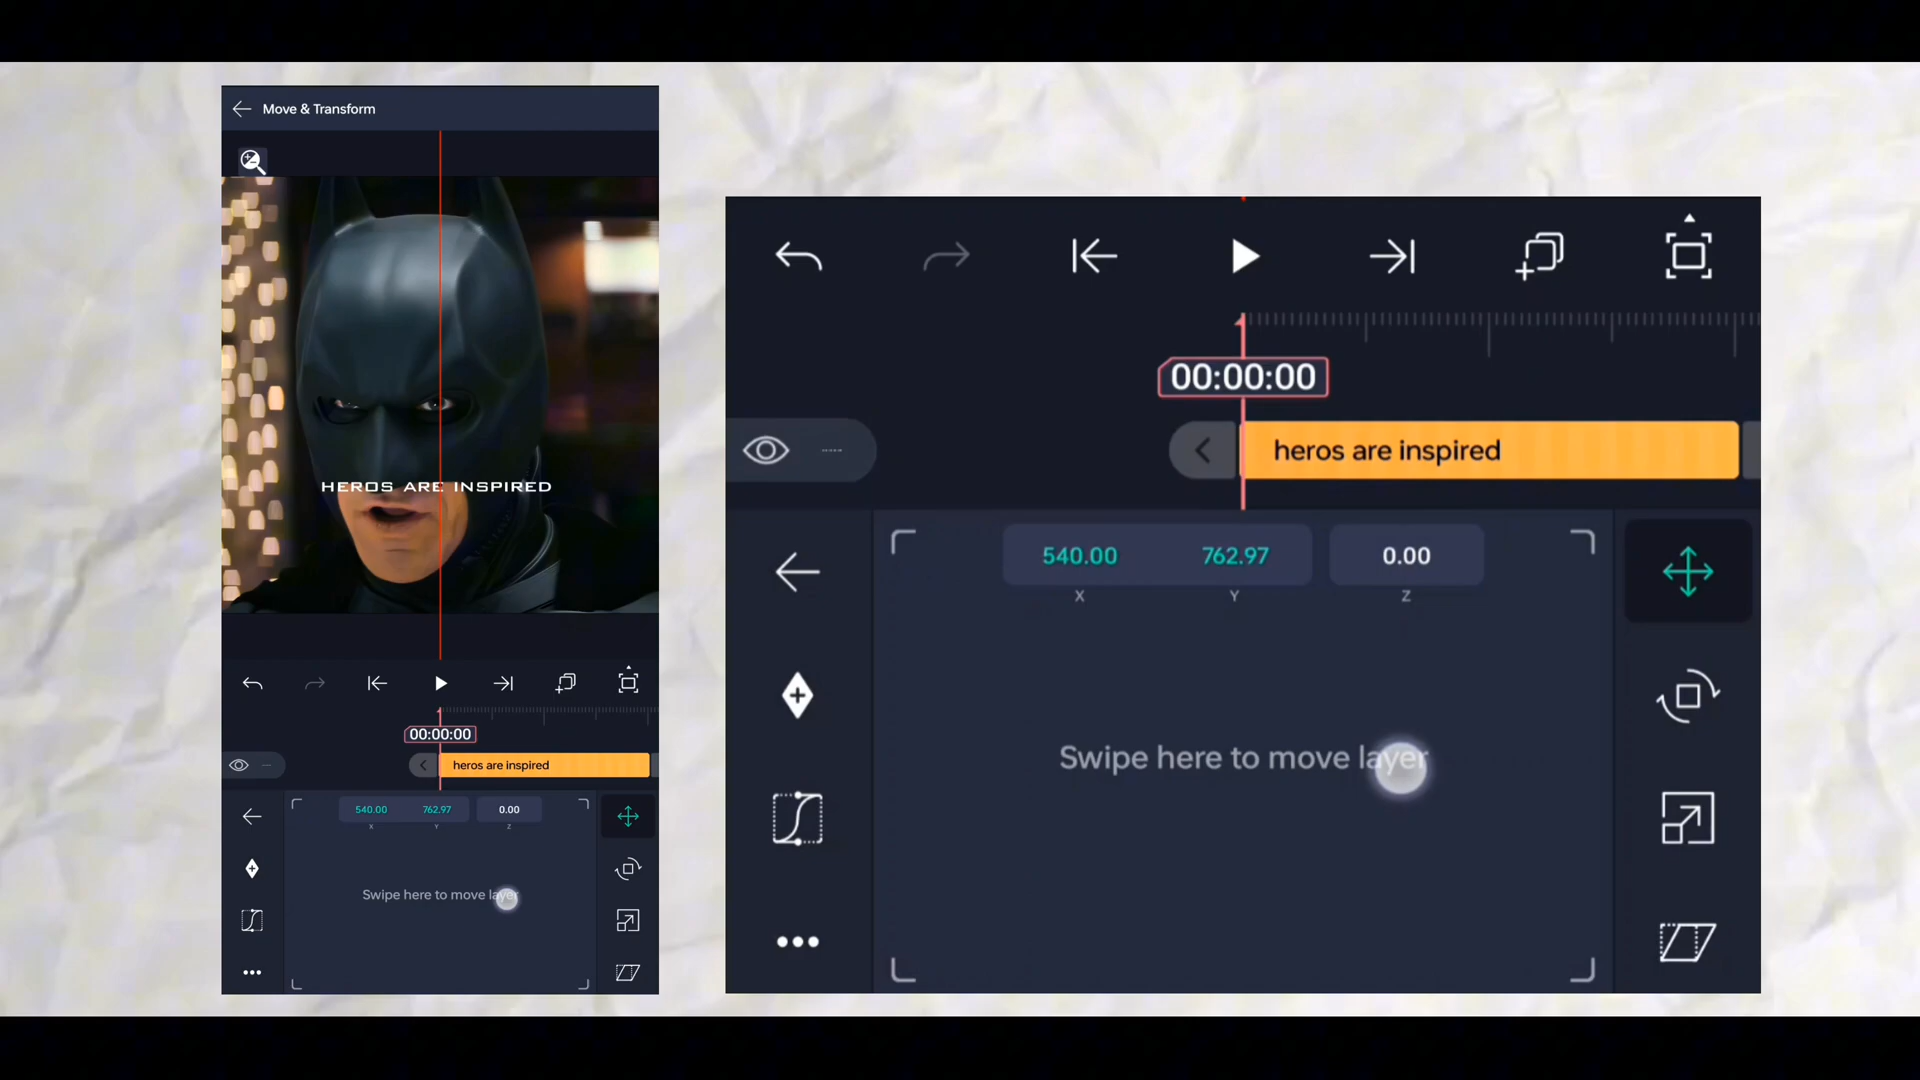 Move & Transform
HEROS ARE INSPIRED
00:00:00
heros are inspired
540.00 762.97 0.00
X Y Z
Swipe here to move layer
00:00:00
heros are inspired
540.00 762.97 0.00
X Y Z
Swipe here to move layer